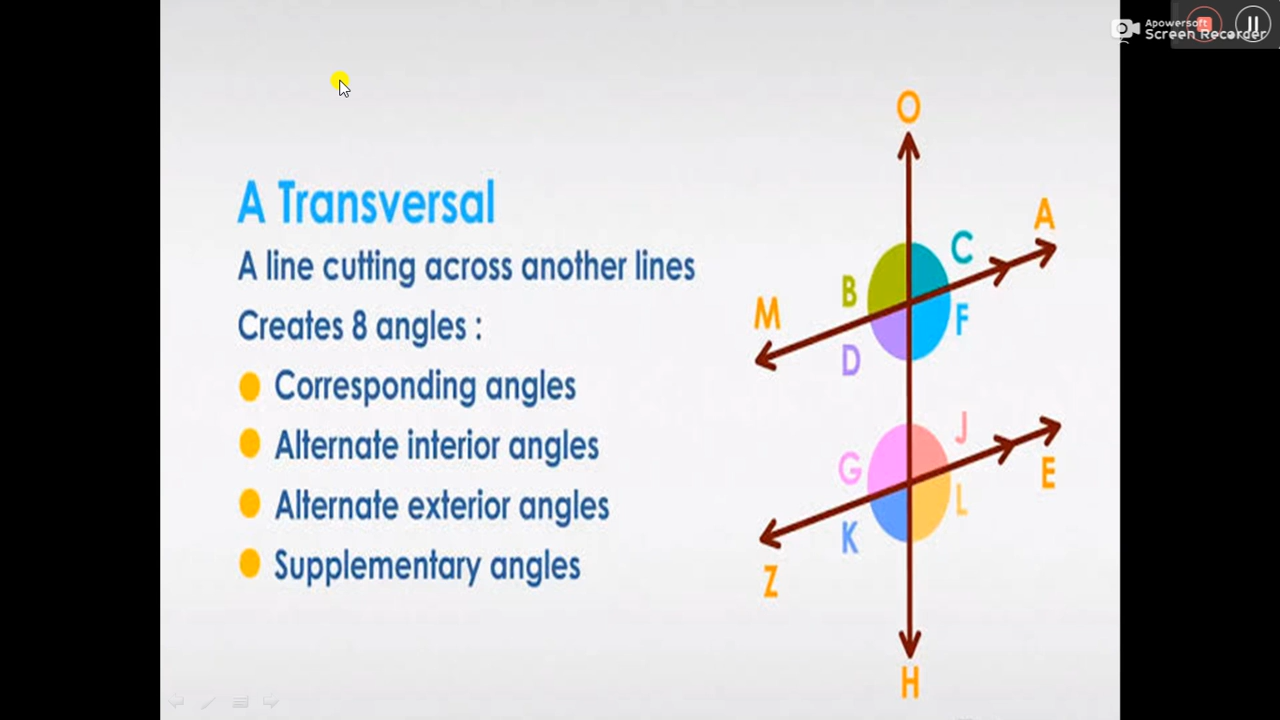 Apowersoft
Screen Recorder
A Transversal
A line cutting across another lines
Creates 8 angles :
Corresponding angles
Alternate interior angles
Alternate exterior angles
Supplementary angles
O
A
C
B
M
F
D
J
G
E
L
K
Z
H